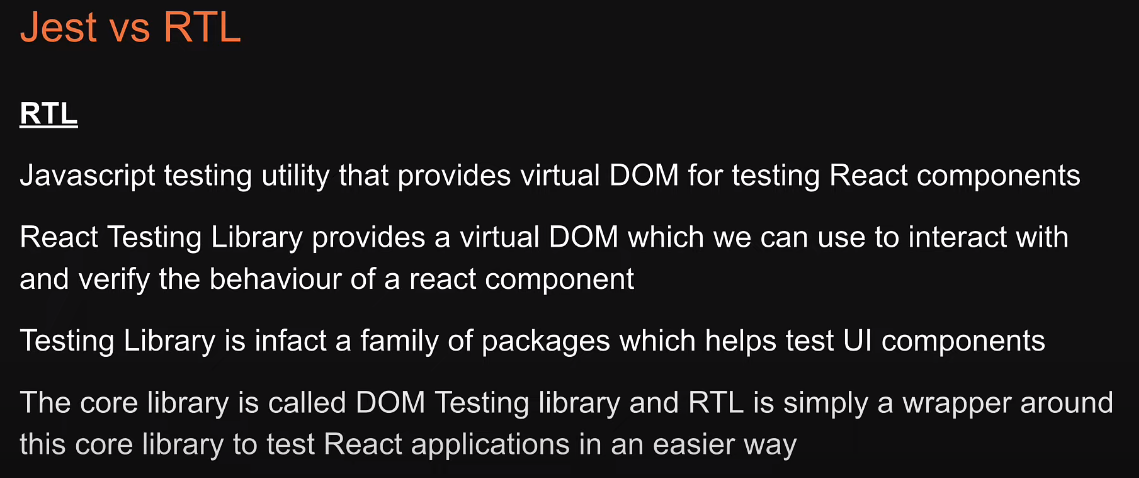 Jest vs RTL
RTL
Javascript testing utility that provides virtual DOM for testing React components
React Testing Library provides a virtual DOM which we can use to interact with
and verify the behaviour of a react component
Testing Library is infact a family of packages which helps test UI components
The core library is called DOM Testing library and RTL is simply a wrapper around
this core library to test React applications in an easier way